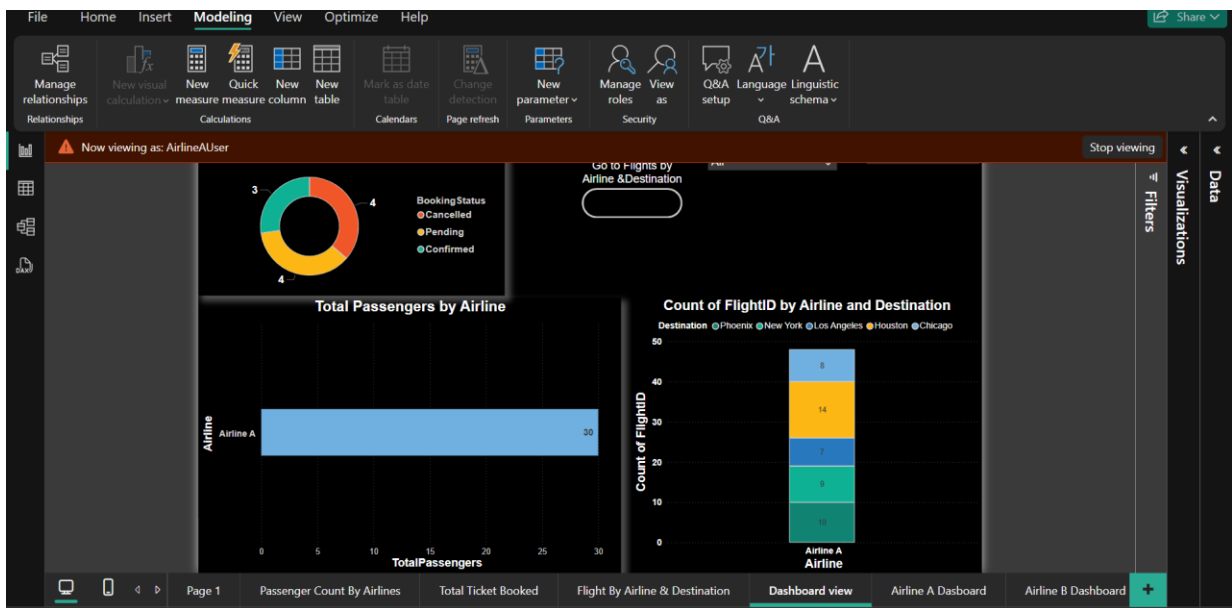 File Home Insert Modeling View Optimize Help
Share
Manage relationships
New visual calculation
New measure
Quick measure
New column
New table
Mark as date table
Change detection
New parameter
Manage roles
View as
Q&A setup
Language
Linguistic schema
Relationships
Calculations
Calendars
Page refresh
Parameters
Security
Q&A
Now viewing as: AirlineAUser
Stop viewing
Filters
Visualizations
Data
DAX
3
4
4
BookingStatus
Cancelled
Pending
Confirmed
Go to Flights by
Airline &Destination
All
Total Passengers by Airline
Airline
Airline A
30
0 5 10 15 20 25 30
TotalPassengers
Count of FlightID by Airline and Destination
Destination Phoenix New York Los Angeles Houston Chicago
Count of FlightID
50
40
30
20
10
0
8
14
7
9
10
Airline A
Airline
Page 1
Passenger Count By Airlines
Total Ticket Booked
Flight By Airline & Destination
Dashboard view
Airline A Dasboard
Airline B Dashboard
+